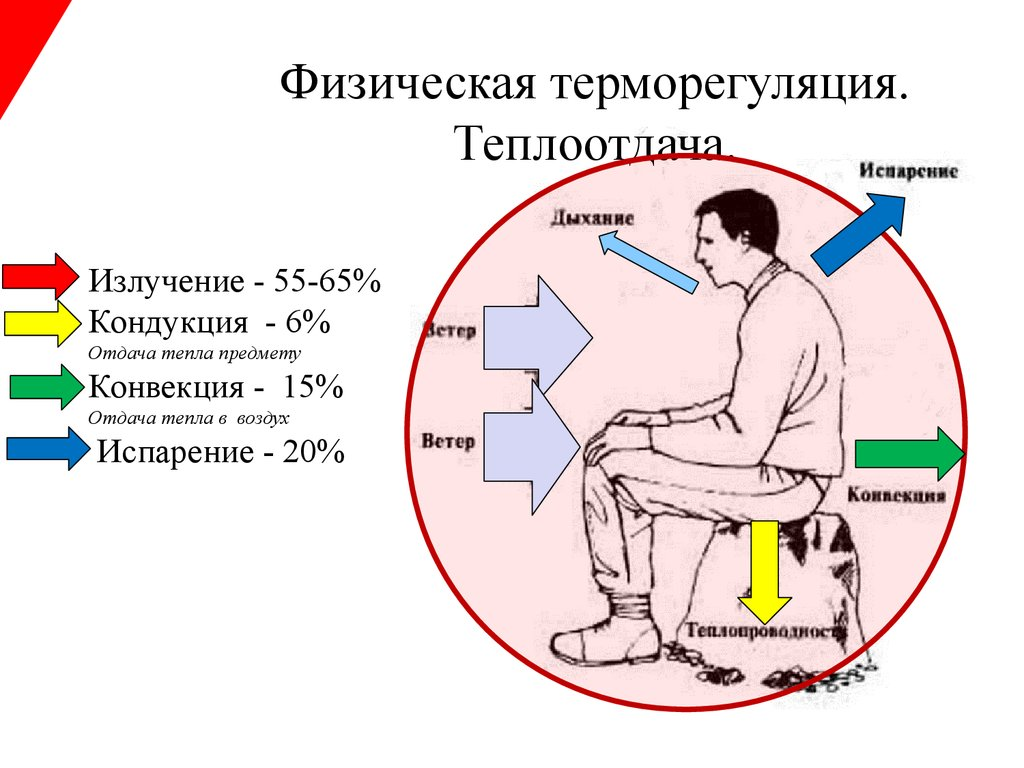 Физическая терморегуляция.
Теплоотдача.
Испарение
Дыхание
Излучение - 55-65%
Кондукция - 6%
Отдача тепла предмету
Конвекция - 15%
Отдача тепла в воздух
Испарение - 20%
Ветер
Ветер
Конвекция
Теплопроводность